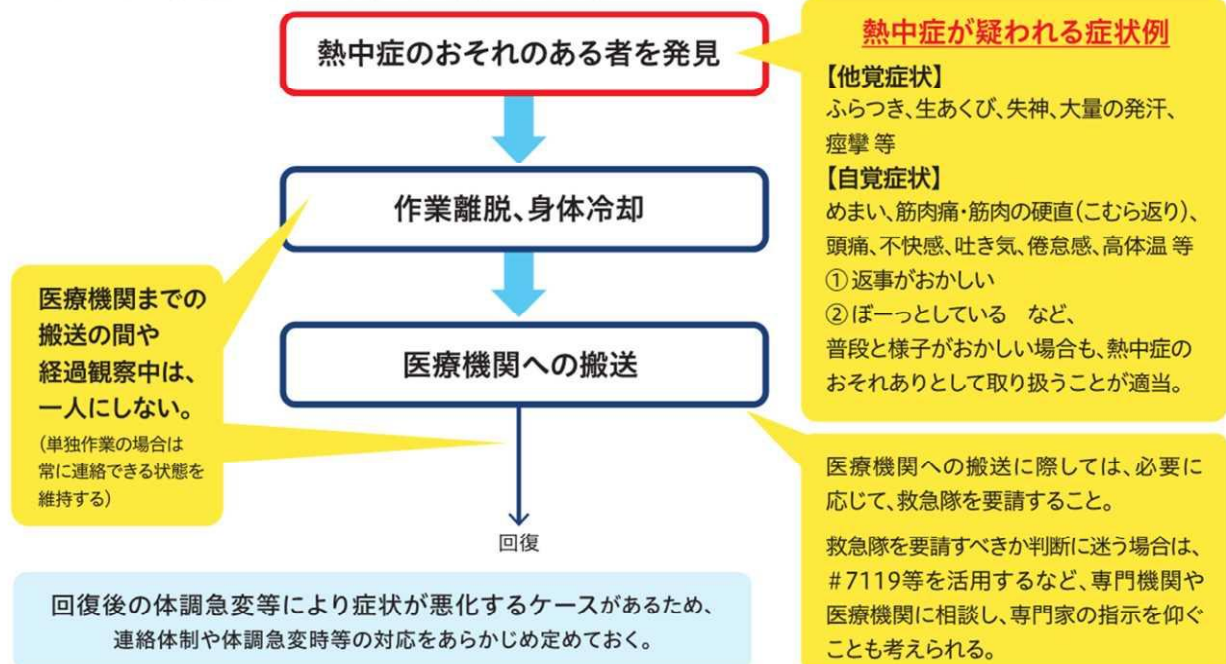 熱中症のおそれのある者を発見
作業離脱、身体冷却
医療機関への搬送
回復
熱中症が疑われる症状例
【他覚症状】
ふらつき、生あくび、失神、大量の発汗、
痙攣 等
【自覚症状】
めまい、筋肉痛・筋肉の硬直(こむら返り)、
頭痛、不快感、吐き気、倦怠感、高体温 等
①返事がおかしい
②ぼーっとしている　など、
普段と様子がおかしい場合も、熱中症の
おそれありとして取り扱うことが適当。
医療機関までの
搬送の間や
経過観察中は、
一人にしない。
(単独作業の場合は
常に連絡できる状態を
維持する)
医療機関への搬送に際しては、必要に
応じて、救急隊を要請すること。
救急隊を要請すべきか判断に迷う場合は、
#7119等を活用するなど、専門機関や
医療機関に相談し、専門家の指示を仰ぐ
ことも考えられる。
回復後の体調急変等により症状が悪化するケースがあるため、
連絡体制や体調急変時等の対応をあらかじめ定めておく。